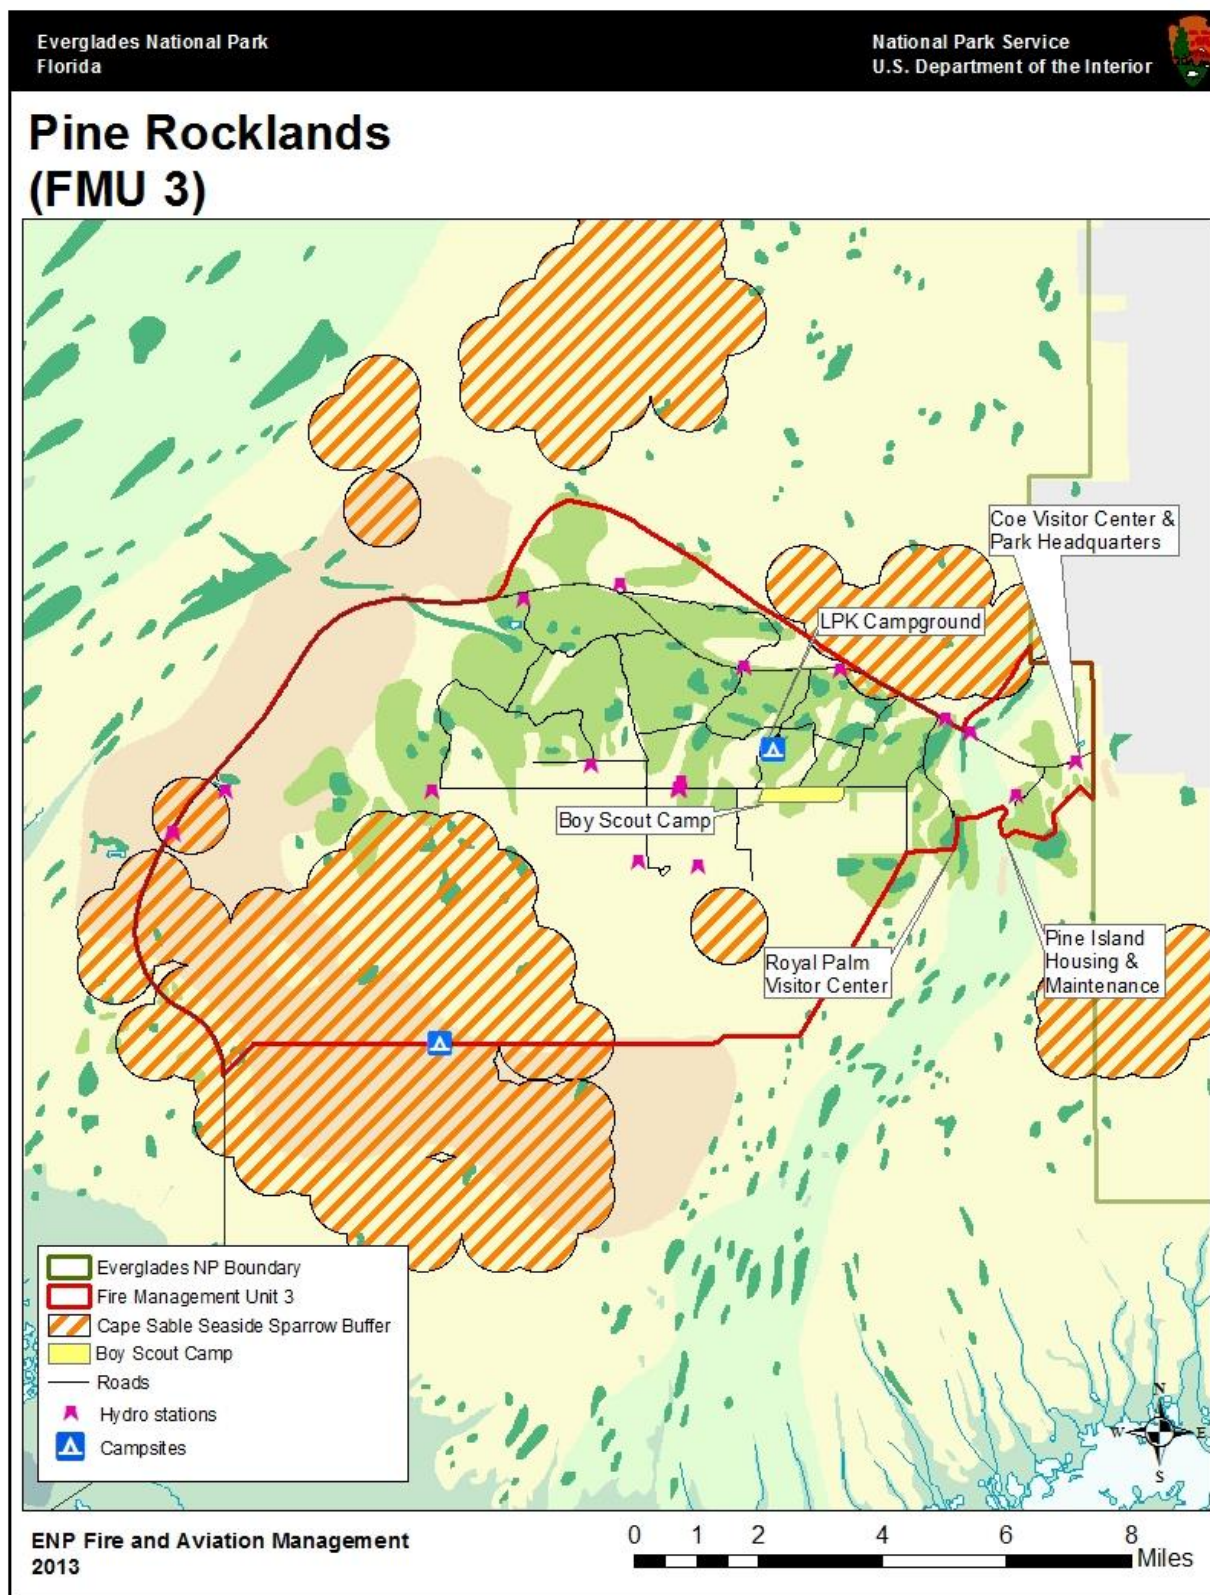 Everglades National Park
Florida
National Park Service
U.S. Department of the Interior
Pine Rocklands
(FMU 3)
Coe Visitor Center &
Park Headquarters
LPK Campground
Boy Scout Camp
Royal Palm
Visitor Center
Pine Island
Housing &
Maintenance
Everglades NP Boundary
Fire Management Unit 3
Cape Sable Seaside Sparrow Buffer
Boy Scout Camp
Roads
Hydro stations
Campsites
N
W E
S
ENP Fire and Aviation Management
2013
0 1 2 4 6 8
Miles